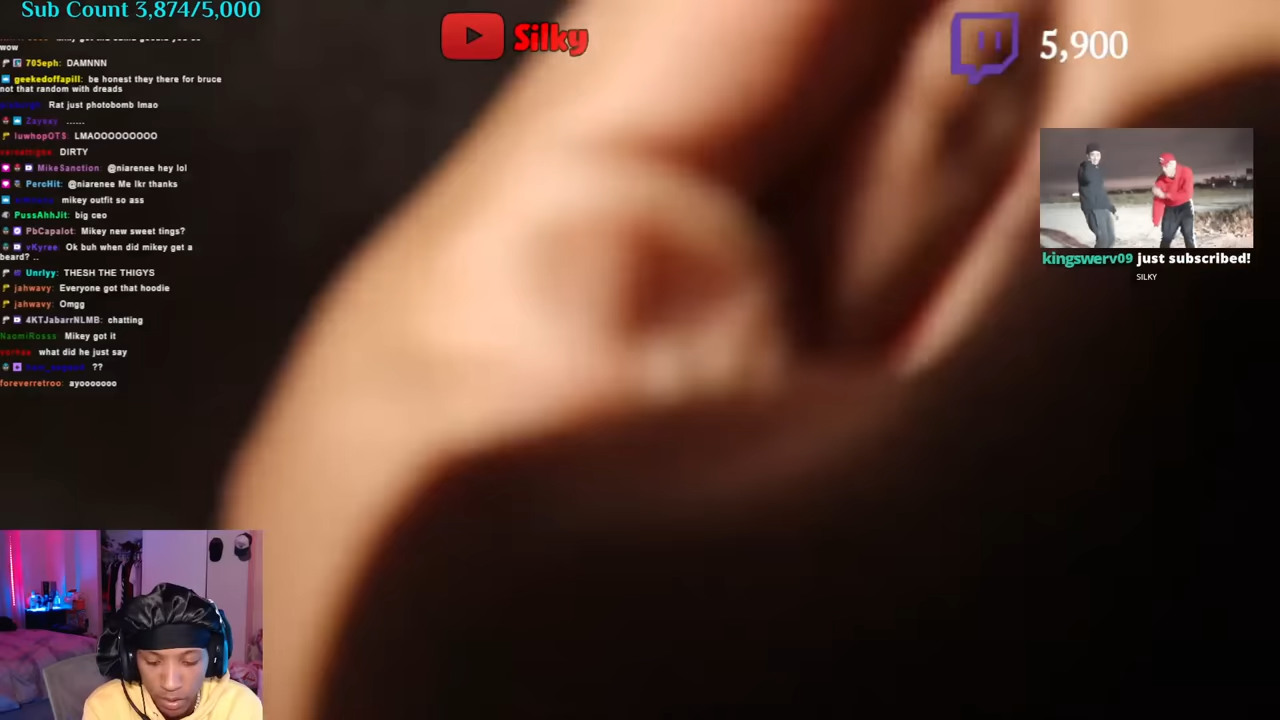 Sub Count 3,874/5,000
wow
705eph: DAMNNN
geekedoffapill: be honest they there for bruce
not that random with dreads
Rat just photobomb lmao
Zayxxy ......
luwhopOTS: LMAOOOOOOOOO
DIRTY
MikeSanction: @niarenee hey lol
PercHit: @niarenee Me Ikr thanks
mikey outfit so ass
PussAhhJit: big ceo
PbCapalot: Mikey new sweet tings?
vKyree: Ok buh when did mikey get a
beard? ..
Unrlyy: THESH THE THIGYS
jahwavy: Everyone got that hoodie
jahwavy: Omgg
4KTJabarrNLMB: chatting
NaomiRosss Mikey got it
what did he just say
??
foreverretroo: ayooooooo
Silky
5,900
kingswerv09 just subscribed!
SILKY